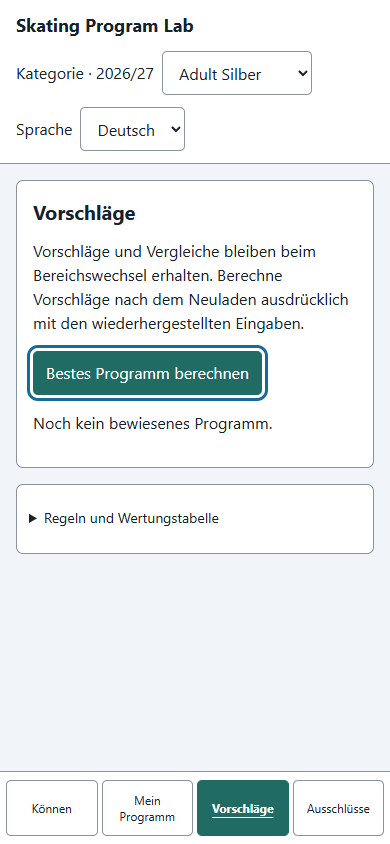 Skating Program Lab
Kategorie · 2026/27 Adult Silber
Sprache Deutsch
Vorschläge
Vorschläge und Vergleiche bleiben beim
Bereichswechsel erhalten. Berechne
Vorschläge nach dem Neuladen ausdrücklich
mit den wiederhergestellten Eingaben.
Bestes Programm berechnen
Noch kein bewiesenes Programm.
Regeln und Wertungstabelle
Können
Mein
Programm
Vorschläge
Ausschlüsse